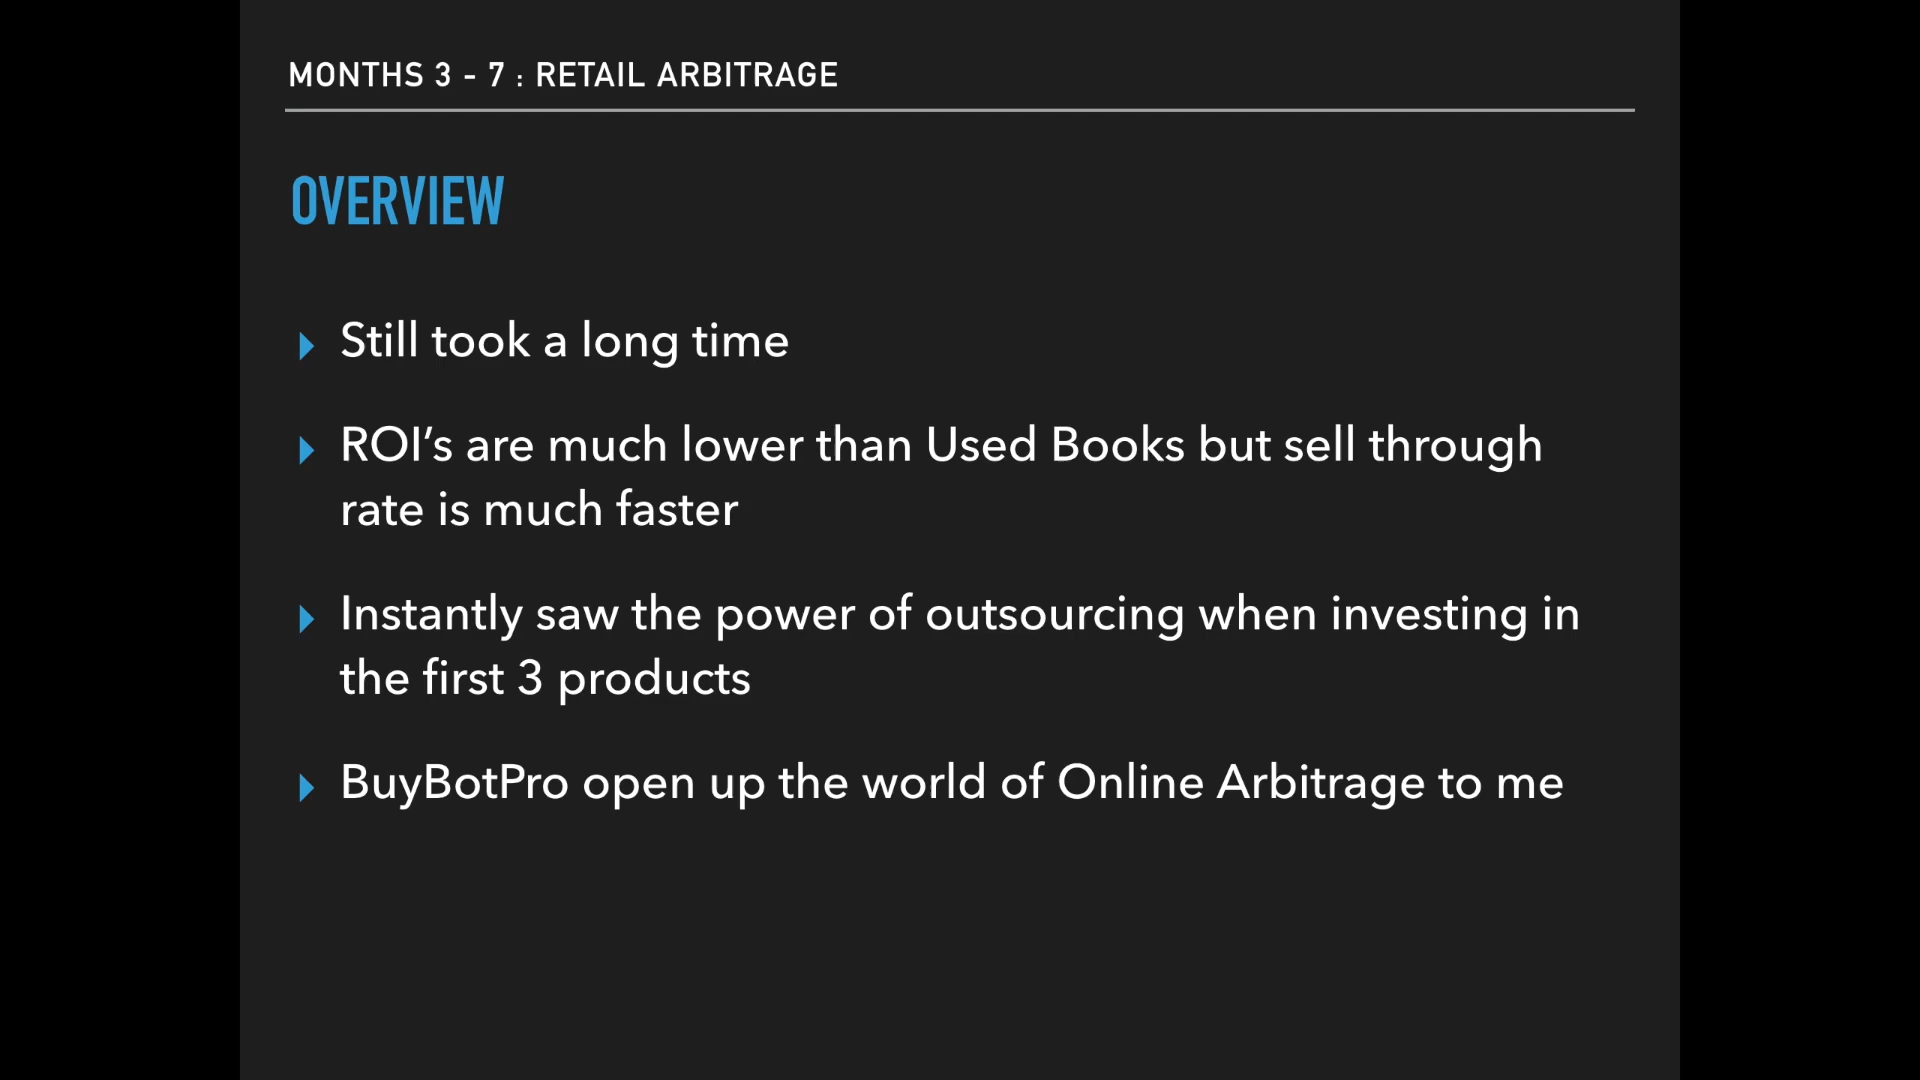 MONTHS 3 - 7 : RETAIL ARBITRAGE
OVERVIEW
Still took a long time
ROI’s are much lower than Used Books but sell through
rate is much faster
Instantly saw the power of outsourcing when investing in
the first 3 products
BuyBotPro open up the world of Online Arbitrage to me